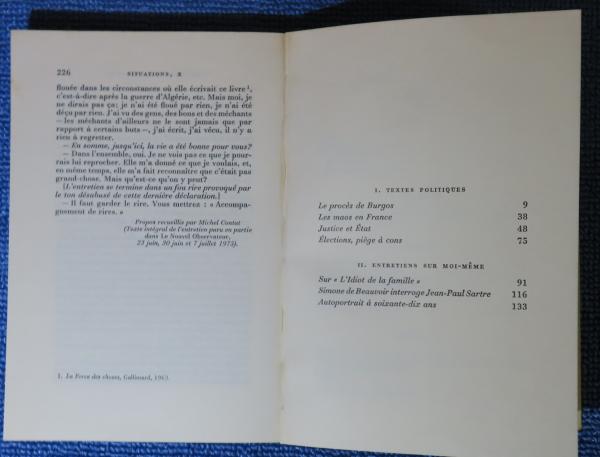 226
SITUATIONS, X
flouée dans les circonstances où elle écrivait ce livre¹,
c'est-à-dire après la guerre d'Algérie, etc. Mais moi, je
ne dirais pas ça; je n'ai été floué par rien, je n'ai été
déçu par rien. J'ai vu des gens, des bons et des méchants
— les méchants d'ailleurs ne le sont jamais que par
rapport à certains buts —, j'ai écrit, j'ai vécu, il n'y a
rien à regretter.
— En somme, jusqu'ici, la vie a été bonne pour vous?
— Dans l'ensemble, oui. Je ne vois pas ce que je pour-
rais lui reprocher. Elle m'a donné ce que je voulais, et,
en même temps, elle m'a fait reconnaître que c'était pas
grand-chose. Mais qu'est-ce qu'on y peut?
[L'entretien se termine dans un fou rire provoqué par
le ton désabusé de cette dernière déclaration.]
— Il faut garder le rire. Vous mettrez : « Accompa-
gnement de rires. »
Propos recueillis par Michel Contat
(Texte intégral de l'entretien paru en partie
dans Le Nouvel Observateur,
23 juin, 30 juin et 7 juillet 1975).
1. La Force des choses, Gallimard, 1963.
I. TEXTES POLITIQUES
Le procès de Burgos 9
Les maos en France 38
Justice et État 48
Élections, piège à cons 75
II. ENTRETIENS SUR MOI-MÊME
Sur « L'Idiot de la famille » 91
Simone de Beauvoir interroge Jean-Paul Sartre 116
Autoportrait à soixante-dix ans 133